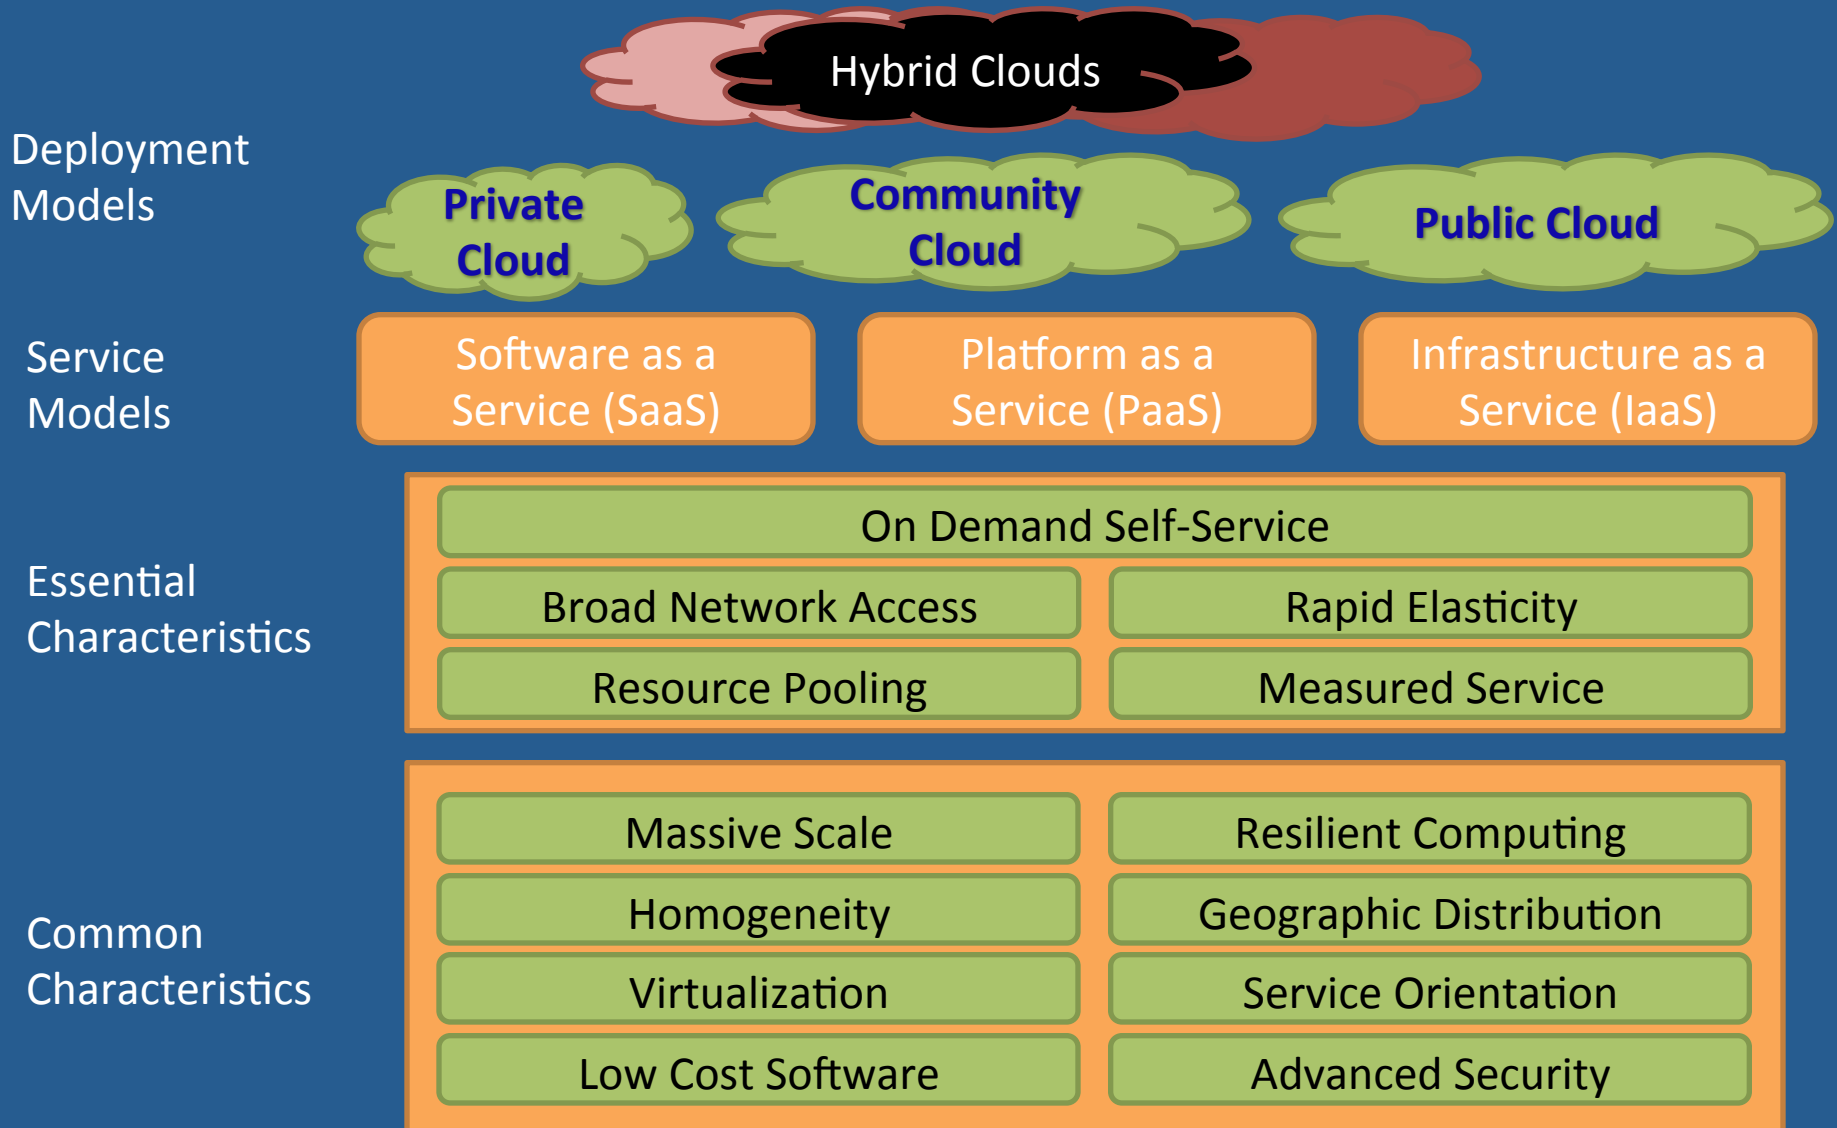 Hybrid Clouds
Deployment
Models
Private
Cloud
Community
Cloud
Public Cloud
Service
Models
Software as a
Service (SaaS)
Platform as a
Service (PaaS)
Infrastructure as a
Service (IaaS)
Essential
Characteristics
On Demand Self-Service
Broad Network Access
Rapid Elasticity
Resource Pooling
Measured Service
Common
Characteristics
Massive Scale
Resilient Computing
Homogeneity
Geographic Distribution
Virtualization
Service Orientation
Low Cost Software
Advanced Security